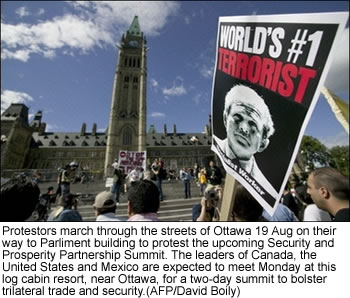 WORLD'S #1
TERRORIST
Protestors march through the streets of Ottawa 19 Aug on their
way to Parliment building to protest the upcoming Security and
Prosperity Partnership Summit. The leaders of Canada, the
United States and Mexico are expected to meet Monday at this
log cabin resort, near Ottawa, for a two-day summit to bolster
trilateral trade and security.(AFP/David Boily)